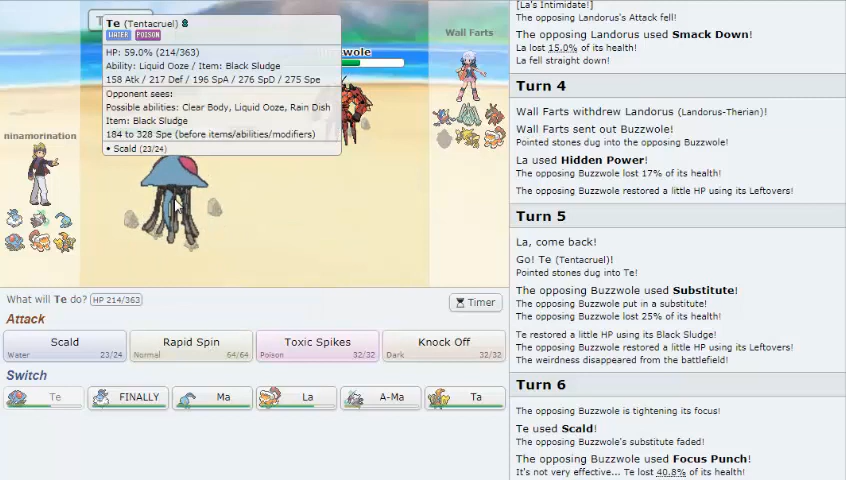 Te (Tentacruel)
WATER POISON
HP: 59.0% (214/363)
Ability: Liquid Ooze / Item: Black Sludge
158 Atk / 217 Def / 196 SpA / 276 SpD / 275 Spe
Opponent sees:
Possible abilities: Clear Body, Liquid Ooze, Rain Dish
Item: Black Sludge
184 to 328 Spe (before items/abilities/modifiers)
• Scald (23/24)
Wall Farts
ninamorination
What will Te do? HP 214/363
Timer
Attack
Scald
Water 23/24
Rapid Spin
Normal 64/64
Toxic Spikes
Poison 32/32
Knock Off
Dark 32/32
Switch
Te
FINALLY
Ma
La
A-Ma
Ta
[La's Intimidate!]
The opposing Landorus's Attack fell!
The opposing Landorus used Smack Down!
La lost 15.0% of its health!
La fell straight down!
Turn 4
Wall Farts withdrew Landorus (Landorus-Therian)!
Wall Farts sent out Buzzwole!
Pointed stones dug into the opposing Buzzwole!
La used Hidden Power!
The opposing Buzzwole lost 17% of its health!
The opposing Buzzwole restored a little HP using its Leftovers!
Turn 5
La, come back!
Go! Te (Tentacruel)!
Pointed stones dug into Te!
The opposing Buzzwole used Substitute!
The opposing Buzzwole put in a substitute!
The opposing Buzzwole lost 25% of its health!
Te restored a little HP using its Black Sludge!
The opposing Buzzwole restored a little HP using its Leftovers!
The weirdness disappeared from the battlefield!
Turn 6
The opposing Buzzwole is tightening its focus!
Te used Scald!
The opposing Buzzwole's substitute faded!
The opposing Buzzwole used Focus Punch!
It's not very effective... Te lost 40.8% of its health!